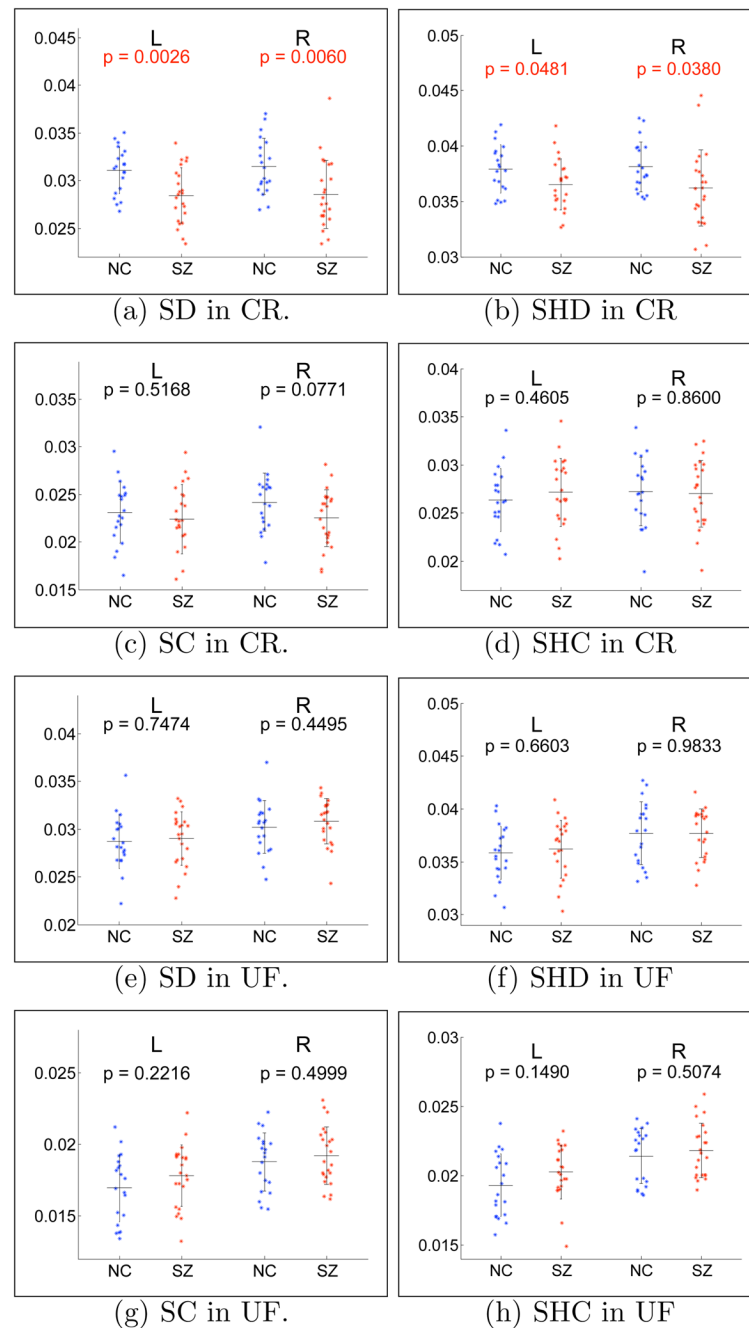 0.045
L R
p = 0.0026 p = 0.0060
0.04
0.035
0.03
0.025
NC SZ NC SZ
(a) SD in CR.
0.05
L R
p = 0.0481 p = 0.0380
0.045
0.04
0.035
0.03
NC SZ NC SZ
(b) SHD in CR
L R
p = 0.5168 p = 0.0771
0.035
0.03
0.025
0.02
0.015
NC SZ NC SZ
(c) SC in CR.
0.04
L R
p = 0.4605 p = 0.8600
0.035
0.03
0.025
0.02
NC SZ NC SZ
(d) SHC in CR
L R
p = 0.7474 p = 0.4495
0.04
0.035
0.03
0.025
0.02
NC SZ NC SZ
(e) SD in UF.
0.05
L R
p = 0.6603 p = 0.9833
0.045
0.04
0.035
0.03
NC SZ NC SZ
(f) SHD in UF
L R
p = 0.2216 p = 0.4999
0.025
0.02
0.015
NC SZ NC SZ
(g) SC in UF.
0.03
L R
p = 0.1490 p = 0.5074
0.025
0.02
0.015
NC SZ NC SZ
(h) SHC in UF